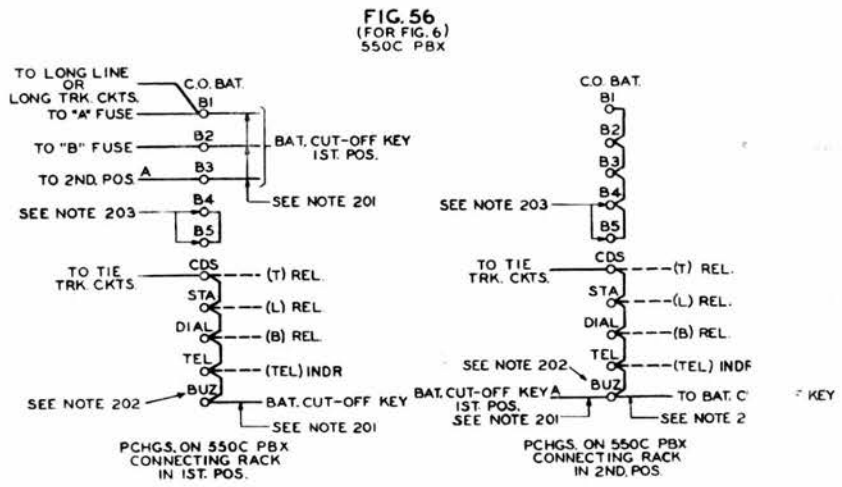 FIG. 56
(FOR FIG. 6)
550C PBX
TO LONG LINE
OR
LONG TRK. CKTS.
C.O. BAT.
B1
TO "A" FUSE
B2
TO "B" FUSE
BAT. CUT-OFF KEY
1ST. POS.
B3
TO 2ND. POS. A
SEE NOTE 201
B4
SEE NOTE 203
B5
CDS
TO TIE
TRK. CKTS.
(T) REL.
STA
(L) REL.
DIAL
(B) REL.
TEL
(TEL) INDR
BUZ
SEE NOTE 202
BAT. CUT-OFF KEY
SEE NOTE 201
PCHGS. ON 550C PBX
CONNECTING RACK
IN 1ST. POS.
C.O. BAT.
B1
B2
B3
B4
SEE NOTE 203
B5
CDS
TO TIE
TRK. CKTS.
(T) REL.
STA
(L) REL.
DIAL
(B) REL.
TEL
(TEL) IND
SEE NOTE 202
BUZ
BAT. CUT-OFF KEY A
1ST. POS.
TO BAT. C KEY
SEE NOTE 201
SEE NOTE 2
PCHGS. ON 550C PBX
CONNECTING RACK
IN 2ND. POS.